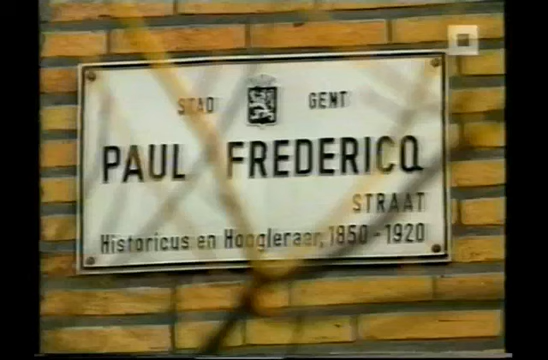 STAD GENT
PAUL FREDERICQ
STRAAT
Historicus en Hoogleraar, 1850-1920